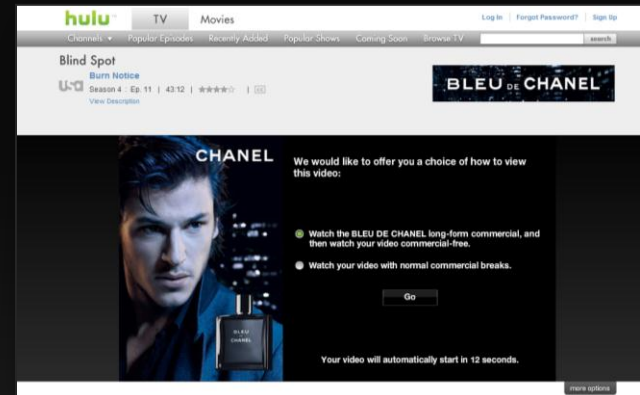 hulu TV Movies Log In | Forgot Password? | Sign Up
Channels ▾ Popular Episodes Recently Added Popular Shows Coming Soon Browse TV search
Blind Spot
Burn Notice
USA Season 4 : Ep. 11 | 43:12 | ★★★★☆ |
View Description
BLEU DE CHANEL
CHANEL
We would like to offer you a choice of how to view
this video:
Watch the BLEU DE CHANEL long-form commercial, and
then watch your video commercial-free.
Watch your video with normal commercial breaks.
Go
BLEU
DE
CHANEL
Your video will automatically start in 12 seconds.
more options